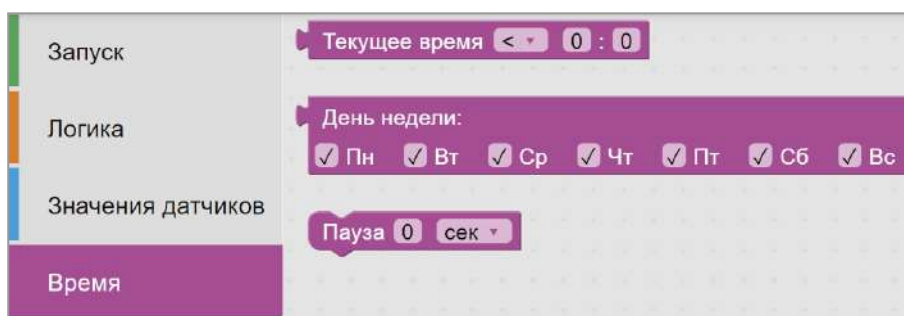 Запуск
Логика
Значения датчиков
Время
Текущее время < 0 : 0
День недели:
✓ Пн ✓ Вт ✓ Ср ✓ Чт ✓ Пт ✓ Сб ✓ Вс
Пауза 0 сек